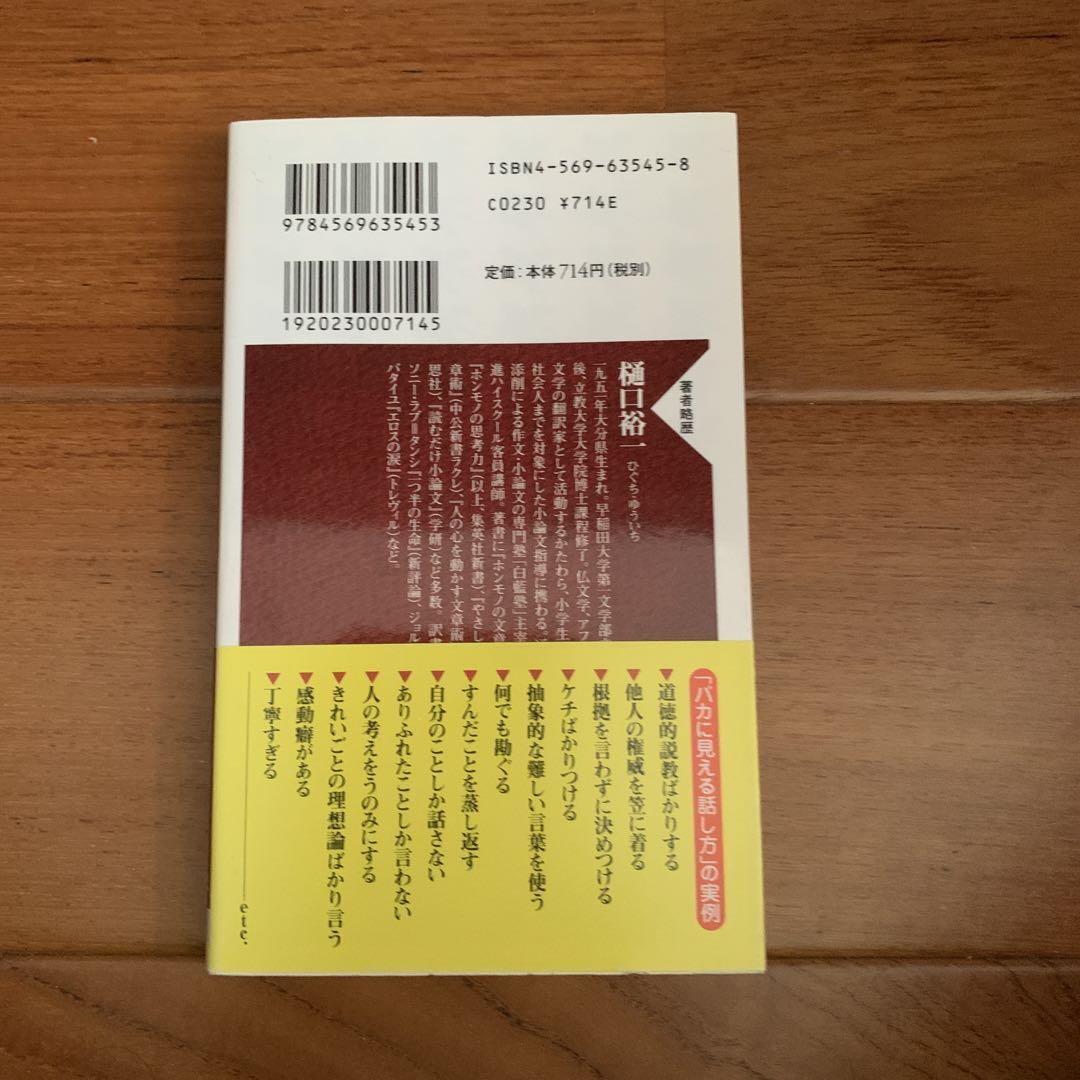 ISBN4-569-63545-8
C0230 ¥714E
9784569635453
定価：本体714円（税別）
1920230007145
著者略歴
樋口裕一 ひぐち・ゆういち
一九五一年大分県生まれ。早稲田大学第一文学部
後、立教大学大学院博士課程修了。仏文学、アフ
文学の翻訳家として活動するかたわら、小学生
社会人までを対象にした小論文指導に携わる。
添削による作文・小論文の専門塾「白藍塾」主宰
進ハイスクール客員講師。著書に『ホンモノの文章
『ホンモノの思考力』（以上、集英社新書）、『やさし
章術』（中公新書ラクレ）、『人の心を動かす文章術
思社）、『読むだけ小論文』（学研）など多数。訳書
ソニー・ラブ＝タンシ『一つ半の生命』（新評論）、ジョル
バタイユ『エロスの涙』（トレヴィル）など。
「バカに見える話し方」の実例
▼道徳的説教ばかりする
▼他人の権威を笠に着る
▼根拠を言わずに決めつける
▼ケチばかりつける
▼抽象的な難しい言葉を使う
▼何でも勘ぐる
▼すんだことを蒸し返す
▼自分のことしか話さない
▼ありふれたことしか言わない
▼人の考えをうのみにする
▼きれいごとの理想論ばかり言う
▼感動癖がある
▼丁寧すぎる
etc.